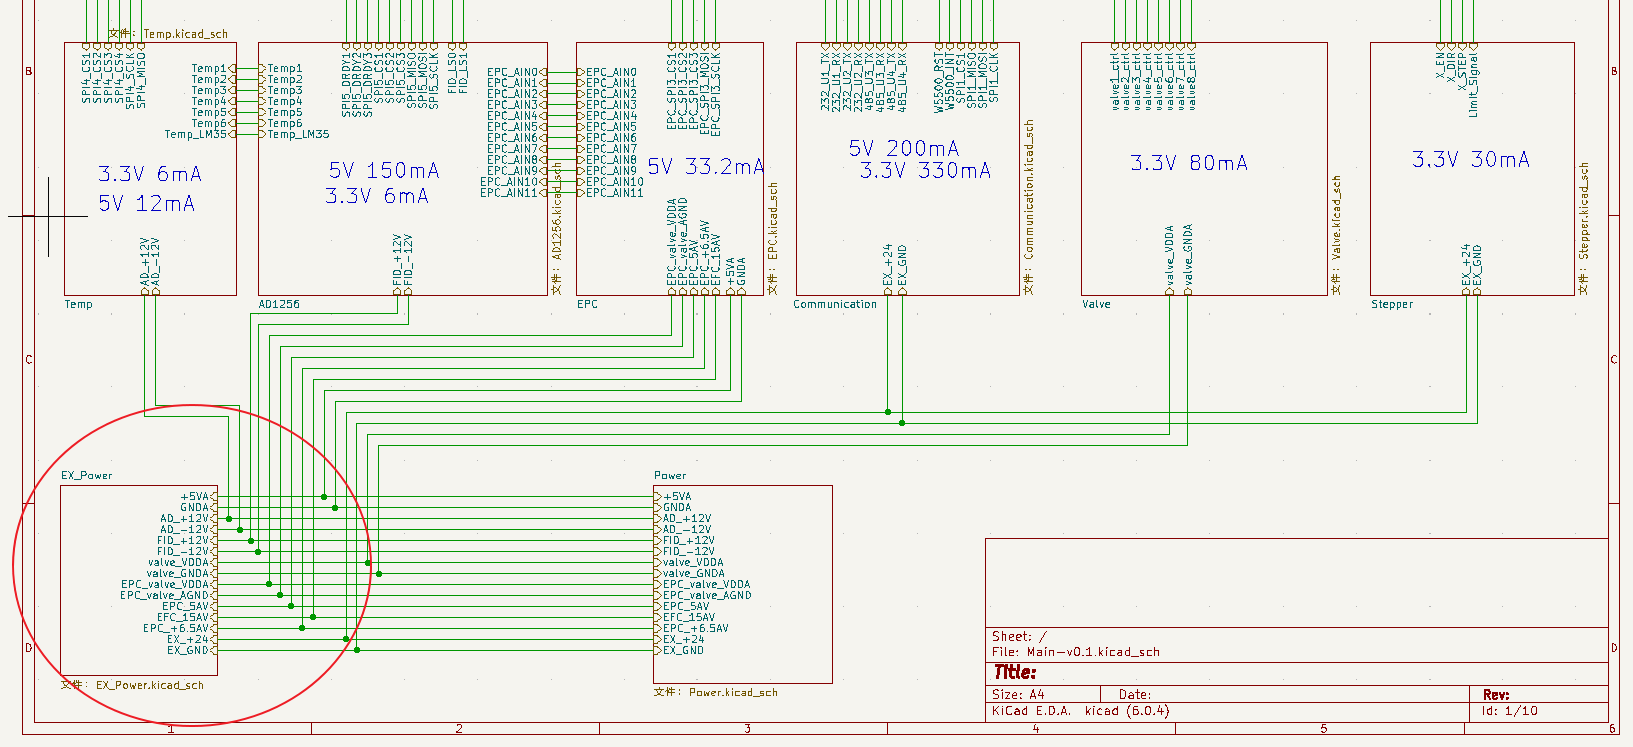 文件: Temp.kicad_sch
B
B
SPI4_CS1
SPI4_CS2
SPI4_CS3
SPI4_CS4
SPI4_SCLK
SPI4_MISO
Temp1
Temp2
Temp3
Temp4
Temp5
Temp6
Temp_LM35
3.3V 6mA
5V 12mA
AD_+12V
AD_-12V
Temp
SPI5_DRDY1
SPI5_DRDY2
SPI5_DRDY3
SPI5_CS1
SPI5_CS2
SPI5_CS3
SPI5_MISO
SPI5_MOSI
SPI5_SCLK
FID_LS0
FID_LS1
Temp1
Temp2
Temp3
Temp4
Temp5
Temp6
Temp_LM35
EPC_AIN0
EPC_AIN1
EPC_AIN2
EPC_AIN3
EPC_AIN4
EPC_AIN5
EPC_AIN6
EPC_AIN7
EPC_AIN8
EPC_AIN9
EPC_AIN10
EPC_AIN11
5V 150mA
3.3V 6mA
FID_+12V
FID_-12V
AD1256
文件: AD1256.kicad_sch
EPC_SPI3_CS3
EPC_SPI3_CS2
EPC_SPI3_CS1
EPC_SPI3_MOSI
EPC_SPI3_SCLK
EPC_AIN0
EPC_AIN1
EPC_AIN2
EPC_AIN3
EPC_AIN4
EPC_AIN5
EPC_AIN6
EPC_AIN7
EPC_AIN8
EPC_AIN9
EPC_AIN10
EPC_AIN11
5V 33.2mA
EPC_valve_VDDA
EPC_valve_AGND
EPC_5AV
EPC_+6.5AV
EFC_15AV
+5VA
GNDA
EPC
文件: EPC.kicad_sch
232_U1_TX
232_U1_RX
232_U2_TX
232_U2_RX
485_U3_TX
485_U3_RX
485_U4_TX
485_U4_RX
W5500_RST
W5500_INT
SPI1_CS1
SPI1_MISO
SPI1_MOSI
SPI1_SCLK
5V 200mA
3.3V 330mA
EX_+24
EX_GND
Communication
文件: Communication.kicad_sch
valve1_ctrl
valve2_ctrl
valve3_ctrl
valve4_ctrl
valve5_ctrl
valve6_ctrl
valve7_ctrl
valve8_ctrl
3.3V 80mA
valve_VDDA
valve_GNDA
Valve
文件: Valve.kicad_sch
X_EN
X_DIR
X_STEP
Limit_Signal
3.3V 30mA
EX_+24
EX_GND
Stepper
文件: Stepper.kicad_sch
C
C
EX_Power
+5VA
GNDA
AD_+12V
AD_-12V
FID_+12V
FID_-12V
valve_VDDA
valve_GNDA
EPC_valve_VDDA
EPC_valve_AGND
EPC_5AV
EFC_15AV
EPC_+6.5AV
EX_+24
EX_GND
文件: EX_Power.kicad_sch
Power
+5VA
GNDA
AD_+12V
AD_-12V
FID_+12V
FID_-12V
valve_VDDA
valve_GNDA
EPC_valve_VDDA
EPC_valve_AGND
EPC_5AV
EFC_15AV
EPC_+6.5AV
EX_+24
EX_GND
文件: Power.kicad_sch
D
D
Sheet: /
File: Main-v0.1.kicad_sch
Title:
Size: A4 Date: Rev:
KiCad E.D.A. kicad (6.0.4) Id: 1/10
1 2 3 4 5 6